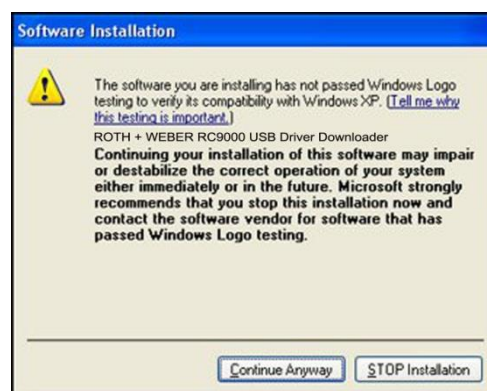 Software Installation
The software you are installing has not passed Windows Logo
testing to verify its compatibility with Windows XP. (Tell me why
this testing is important.)
ROTH + WEBER RC9000 USB Driver Downloader
Continuing your installation of this software may impair
or destabilize the correct operation of your system
either immediately or in the future. Microsoft strongly
recommends that you stop this installation now and
contact the software vendor for software that has
passed Windows Logo testing.
Continue Anyway
STOP Installation